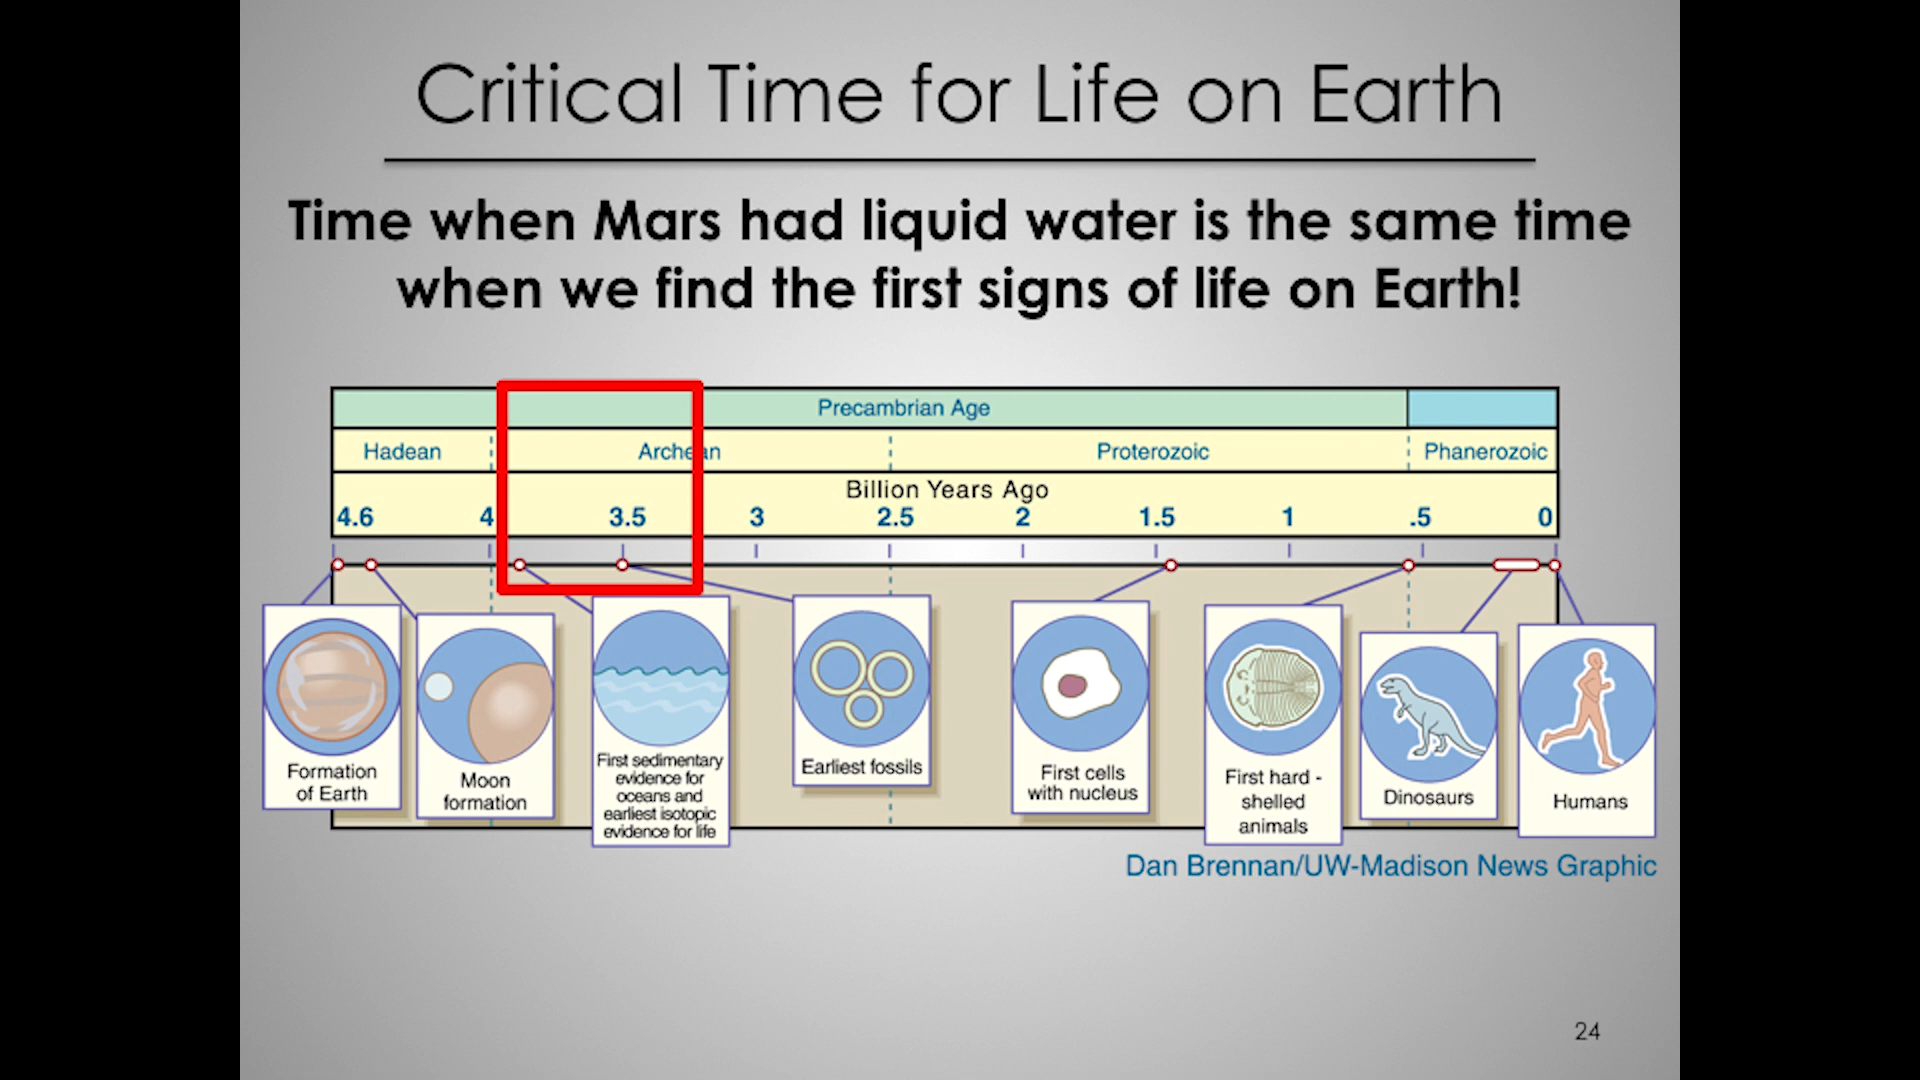 Critical Time for Life on Earth
Time when Mars had liquid water is the same time
when we find the first signs of life on Earth!
Precambrian Age
Hadean Archean Proterozoic Phanerozoic
Billion Years Ago
4.6 4 3.5 3 2.5 2 1.5 1 .5 0
Formation
of Earth
Moon
formation
First sedimentary
evidence for
oceans and
earliest isotopic
evidence for life
Earliest fossils
First cells
with nucleus
First hard -
shelled
animals
Dinosaurs
Humans
Dan Brennan/UW-Madison News Graphic
24